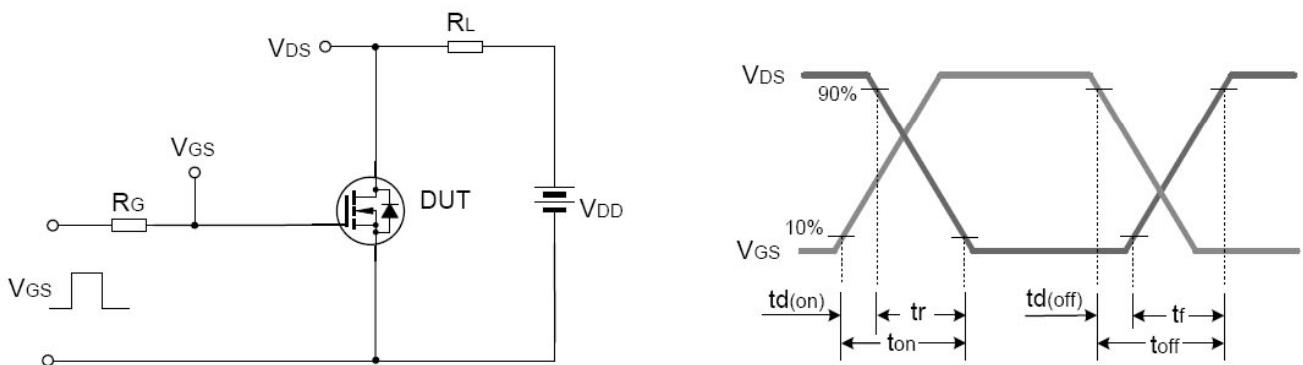 RL
VDS
VGS
RG
DUT
VDD
VGS
VDS
90%
10%
VGS
td(on)
tr
td(off)
tf
ton
toff